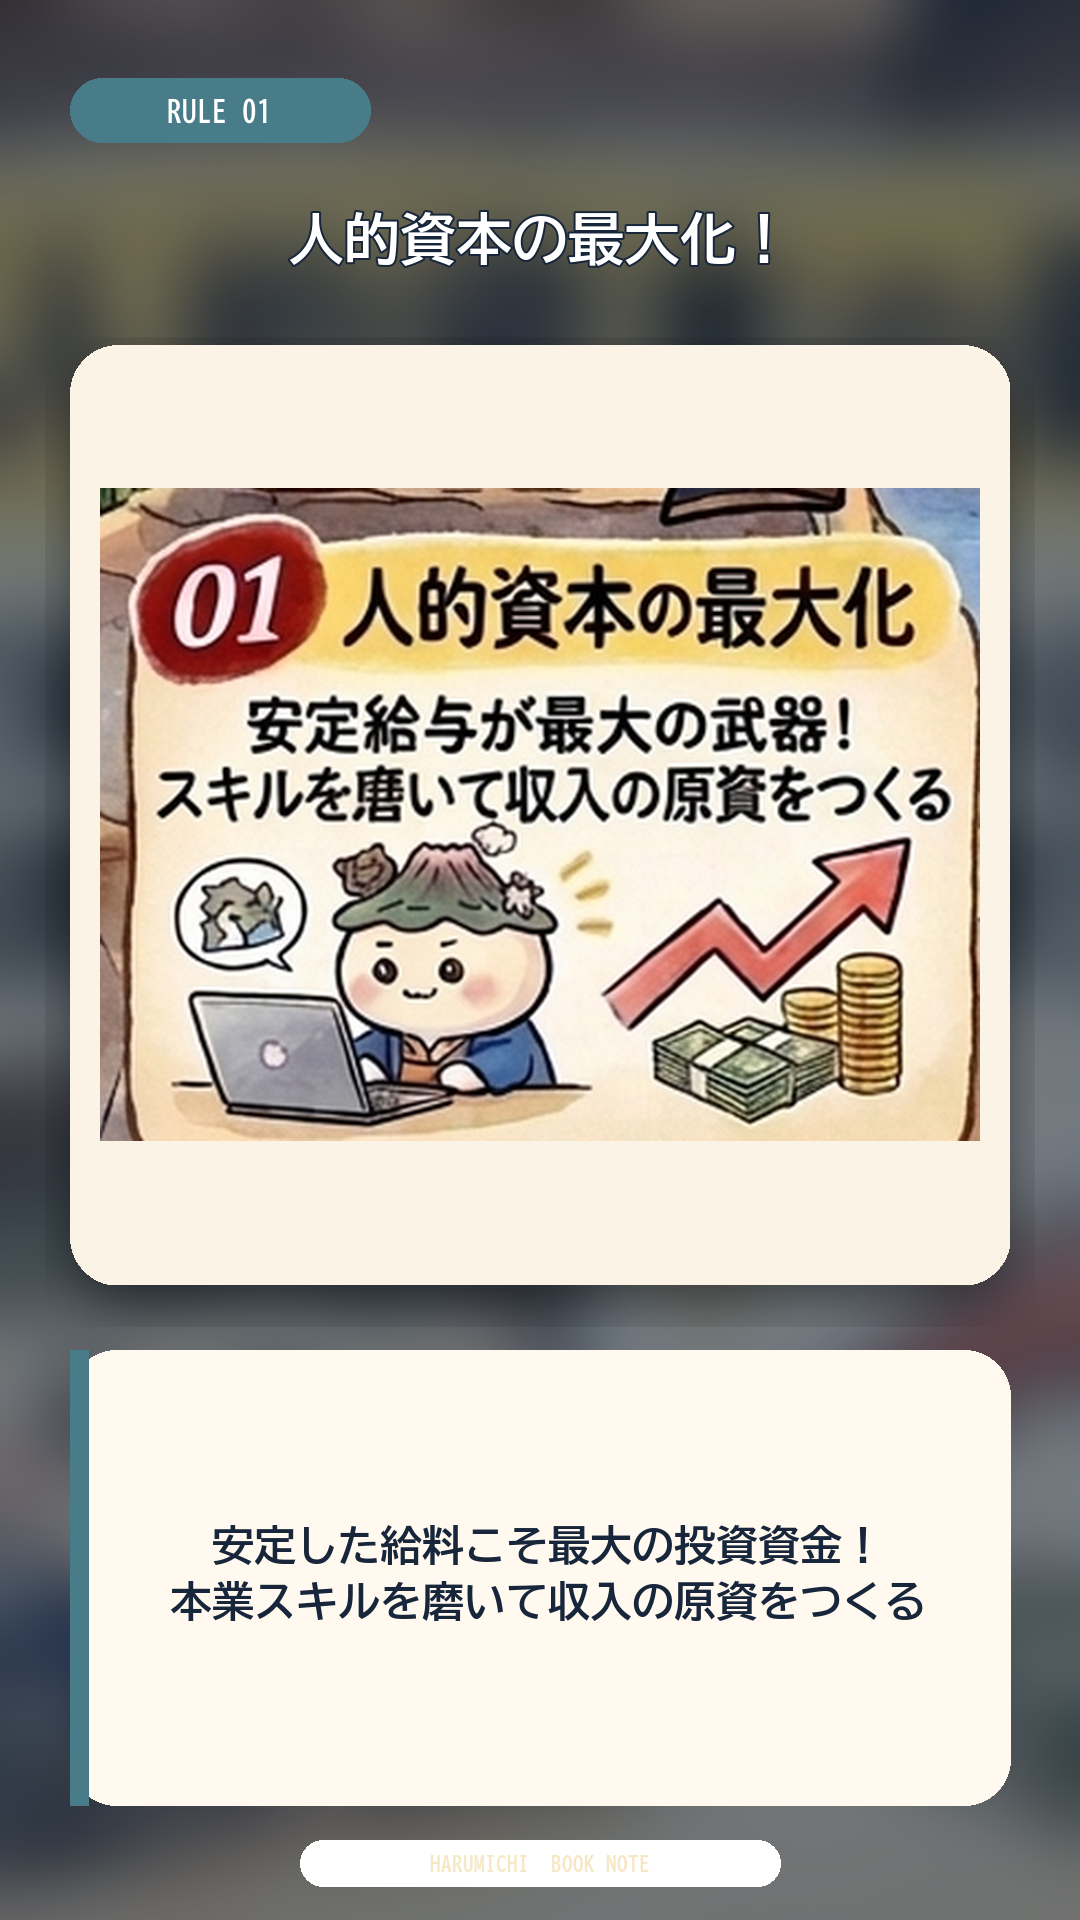 RULE 01
人的資本の最大化！
01 人的資本の最大化
安定給与が最大の武器！
スキルを磨いて収入の原資をつくる
安定した給料こそ最大の投資資金！
本業スキルを磨いて収入の原資をつくる
HARUMICHI BOOK NOTE